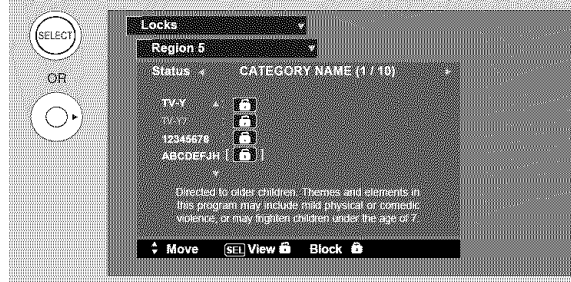 SELECT
OR
Locks
Region 5
Status CATEGORY NAME (1 / 10)
TV-Y
TV-Y7
12345678
ABCDEFJH [ ]
Directed to older children. Themes and elements in
this program may include mild physical or comedic
violence, or may frighten children under the age of 7.
Move SEL View Block